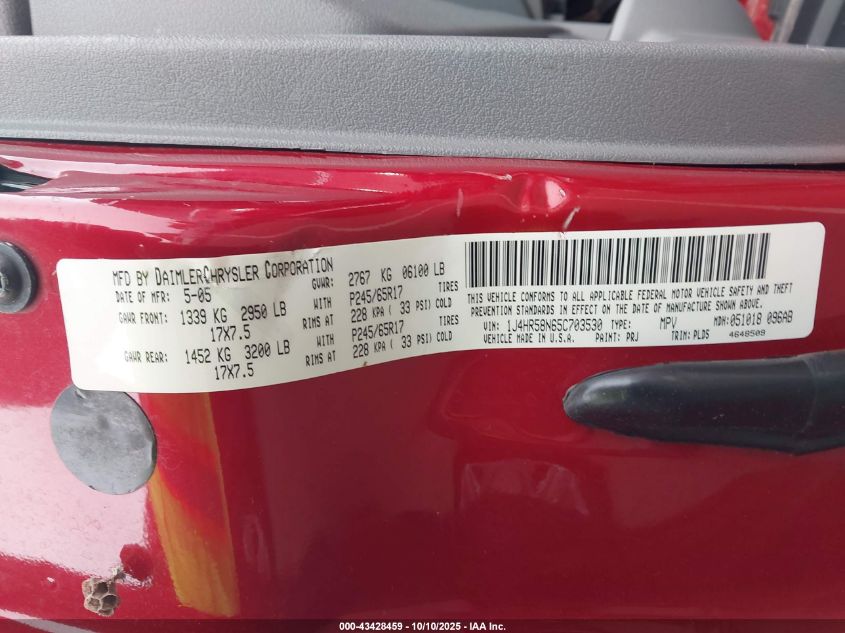 MFD BY DAIMLERCHRYSLER CORPORATION
DATE OF MFR: 5-05 GVWR: 2767 KG 06100 LB
GAWR FRONT: 1339 KG 2950 LB WITH P245/65R17 TIRES
17X7.5 RIMS AT 228 KPA ( 33 PSI) COLD
GAWR REAR: 1452 KG 3200 LB WITH P245/65R17 TIRES
17X7.5 RIMS AT 228 KPA ( 33 PSI) COLD
THIS VEHICLE CONFORMS TO ALL APPLICABLE FEDERAL MOTOR VEHICLE SAFETY AND THEFT
PREVENTION STANDARDS IN EFFECT ON THE DATE OF MANUFACTURE SHOWN ABOVE.
VIN: 1J4HR58N65C703530 TYPE: MPV MDH:051018 096AB
VEHICLE MADE IN U.S.A. PAINT: PRJ TRIM: PLDS 4648509
000-43428459 - 10/10/2025 - IAA Inc.